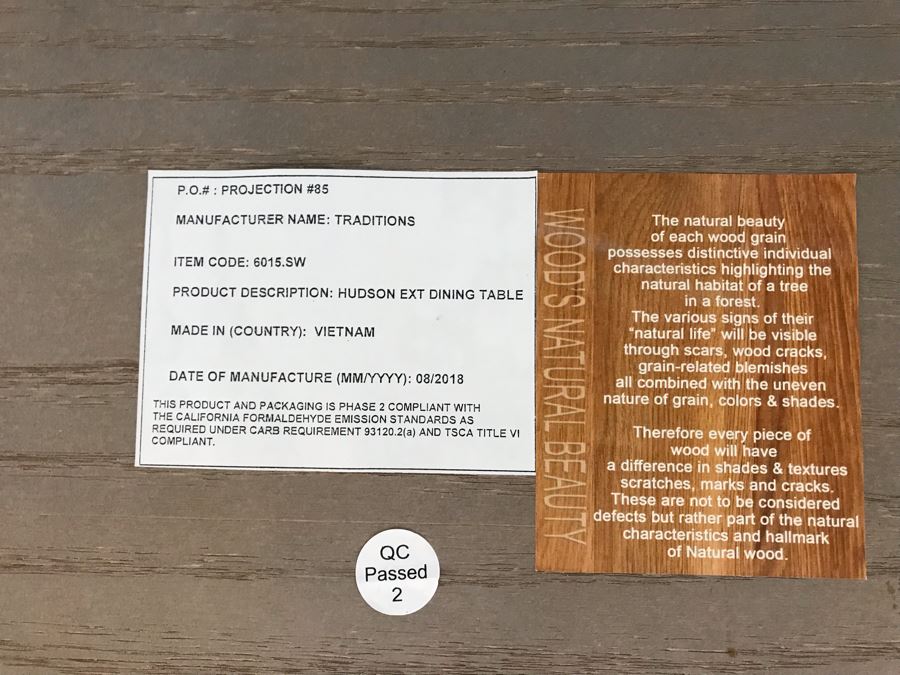 P.O.# : PROJECTION #85
MANUFACTURER NAME: TRADITIONS
ITEM CODE: 6015.SW
PRODUCT DESCRIPTION: HUDSON EXT DINING TABLE
MADE IN (COUNTRY): VIETNAM
DATE OF MANUFACTURE (MM/YYYY): 08/2018
THIS PRODUCT AND PACKAGING IS PHASE 2 COMPLIANT WITH
THE CALIFORNIA FORMALDEHYDE EMISSION STANDARDS AS
REQUIRED UNDER CARB REQUIREMENT 93120.2(a) AND TSCA TITLE VI
COMPLIANT.
WOOD'S NATURAL BEAUTY
The natural beauty
of each wood grain
possesses distinctive individual
characteristics highlighting the
natural habitat of a tree
in a forest.
The various signs of their
"natural life" will be visible
through scars, wood cracks,
grain-related blemishes
all combined with the uneven
nature of grain, colors & shades.
Therefore every piece of
wood will have
a difference in shades & textures
scratches, marks and cracks.
These are not to be considered
defects but rather part of the natural
characteristics and hallmark
of Natural wood.
QC
Passed
2